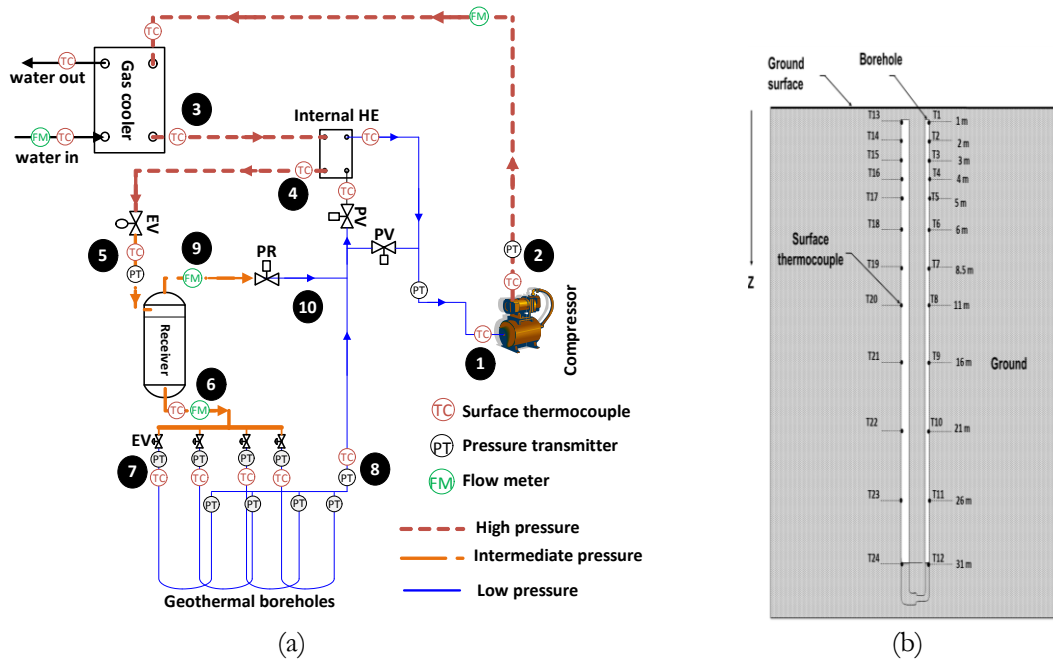 TC
FM
TC
water out
Gas cooler
FM
TC
water in
3
TC
Internal HE
TC
TC
4
TC
PV
PV
EV
5
TC
PT
9
FM
PR
10
Receiver
6
TC
FM
PT
2
TC
PT
TC
1
Compressor
EV
7
PT
PT
PT
PT
TC
TC
TC
TC
TC
PT
8
PT
PT
PT
PT
Geothermal boreholes
TC Surface thermocouple
PT Pressure transmitter
FM Flow meter
High pressure
Intermediate pressure
Low pressure
(a)
Ground
surface
Borehole
T13 T1 1 m
T14 T2 2 m
T15 T3 3 m
T16 T4 4 m
T17 T5 5 m
T18 T6 6 m
Surface
thermocouple
Z
T19 T7 8.5 m
T20 T8 11 m
T21 T9 16 m
Ground
T22 T10 21 m
T23 T11 26 m
T24 T12 31 m
(b)